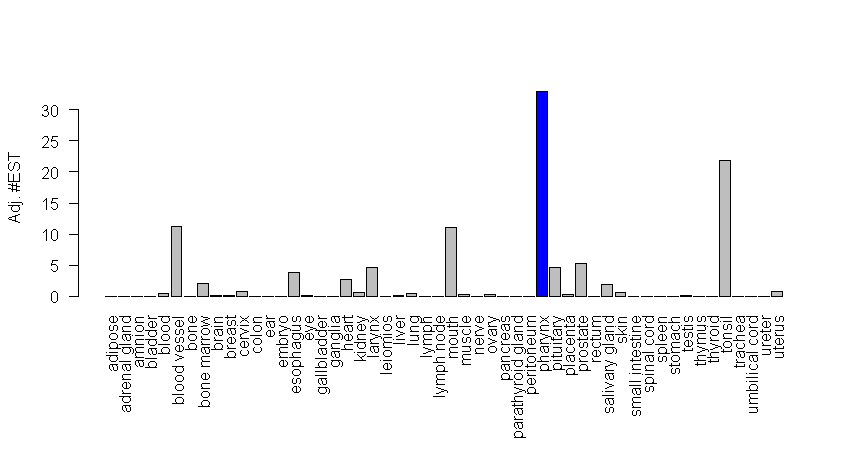 Adj. #EST
30
25
20
15
10
5
0
adipose
adrenal gland
amnion
bladder
blood
blood vessel
bone
bone marrow
brain
breast
cervix
colon
ear
embryo
esophagus
eye
gallbladder
ganglia
heart
kidney
larynx
leiomios
liver
lung
lymph
lymph node
mouth
muscle
nerve
ovary
pancreas
parathyroid gland
peritoneum
pharynx
pituitary
placenta
prostate
rectum
salivary gland
skin
small intestine
spinal cord
spleen
stomach
testis
thymus
thyroid
tonsil
trachea
umbilical cord
ureter
uterus